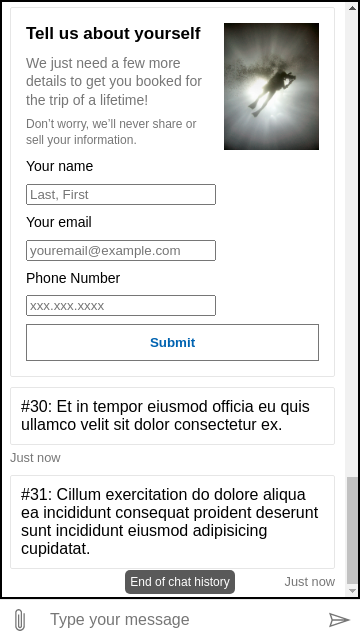 Tell us about yourself
We just need a few more
details to get you booked for
the trip of a lifetime!
Don't worry, we'll never share or
sell your information.
Your name
Last, First
Your email
youremail@example.com
Phone Number
xxx.xxx.xxxx
Submit
#30: Et in tempor eiusmod officia eu quis
ullamco velit sit dolor consectetur ex.
Just now
#31: Cillum exercitation do dolore aliqua
ea incididunt consequat proident deserunt
sunt incididunt eiusmod adipisicing
cupidatat.
End of chat history
Just now
Type your message